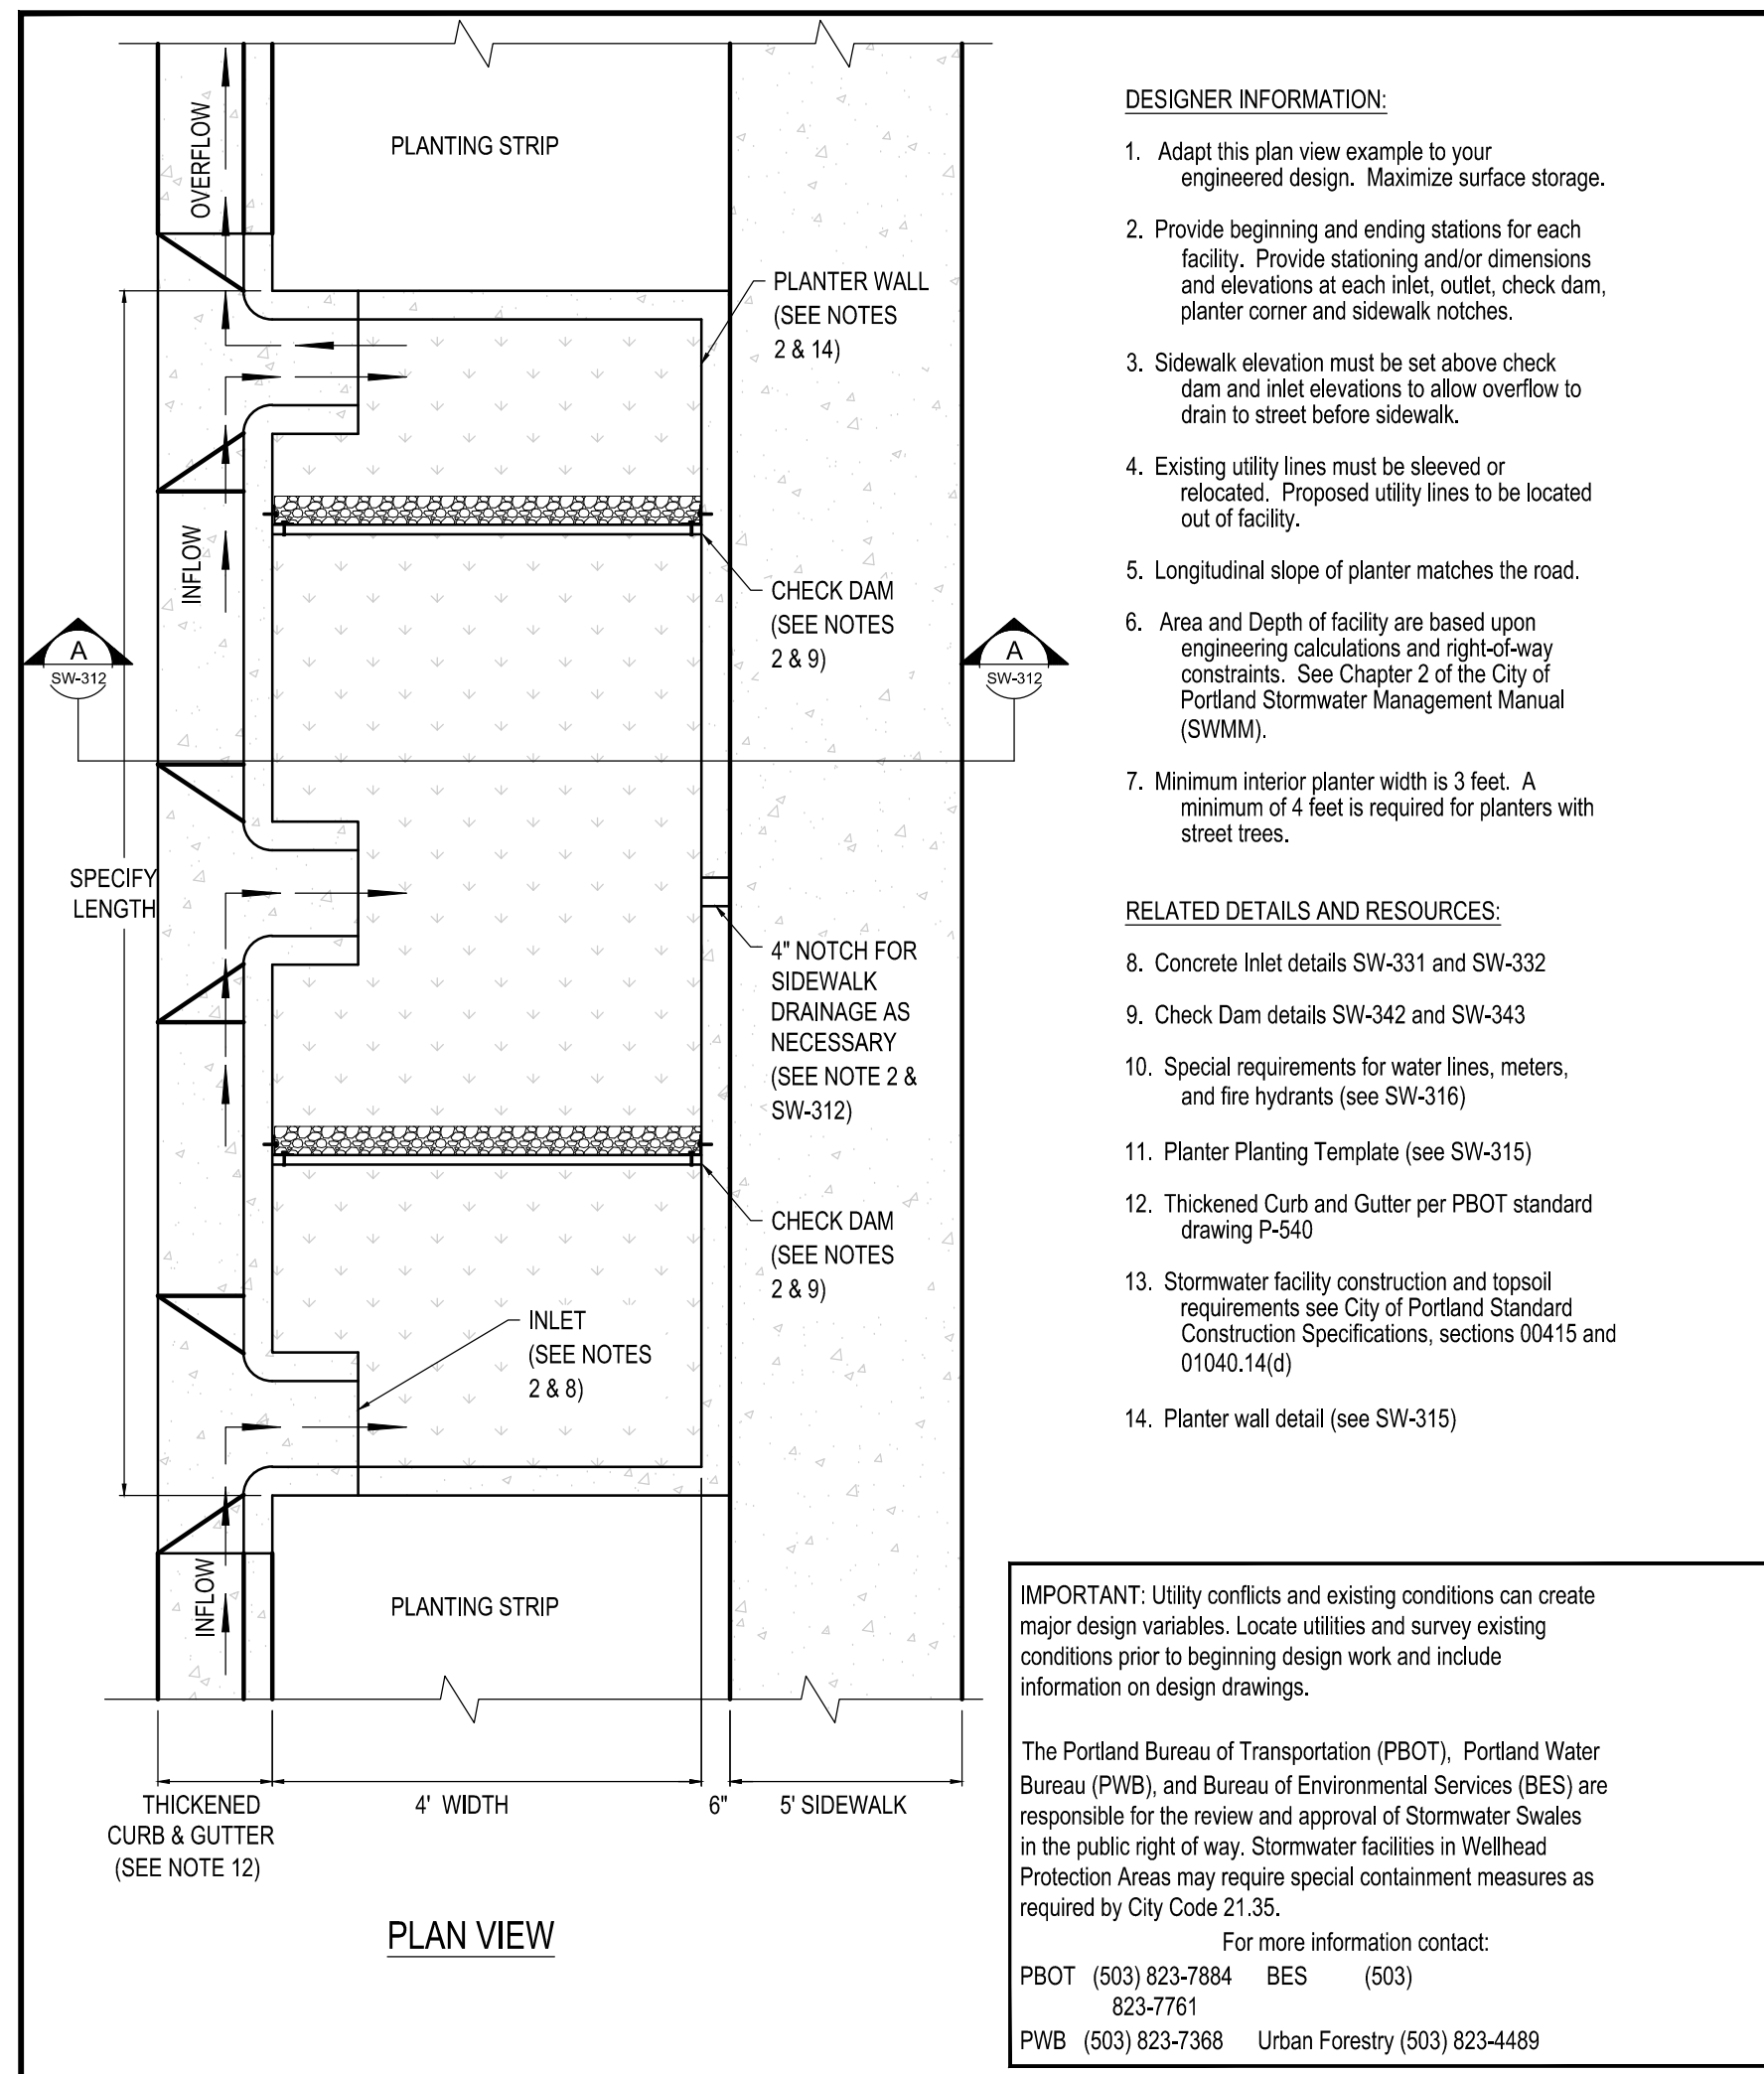 OVERFLOW
PLANTING STRIP
PLANTER WALL
(SEE NOTES
2 & 14)
INFLOW
CHECK DAM
(SEE NOTES
2 & 9)
A
SW-312
A
SW-312
SPECIFY
LENGTH
4" NOTCH FOR
SIDEWALK
DRAINAGE AS
NECESSARY
(SEE NOTE 2 &
SW-312)
CHECK DAM
(SEE NOTES
2 & 9)
INLET
(SEE NOTES
2 & 8)
INFLOW
PLANTING STRIP
THICKENED
CURB & GUTTER
(SEE NOTE 12)
4' WIDTH
6"
5' SIDEWALK
PLAN VIEW
DESIGNER INFORMATION:
1. Adapt this plan view example to your
engineered design. Maximize surface storage.
2. Provide beginning and ending stations for each
facility. Provide stationing and/or dimensions
and elevations at each inlet, outlet, check dam,
planter corner and sidewalk notches.
3. Sidewalk elevation must be set above check
dam and inlet elevations to allow overflow to
drain to street before sidewalk.
4. Existing utility lines must be sleeved or
relocated. Proposed utility lines to be located
out of facility.
5. Longitudinal slope of planter matches the road.
6. Area and Depth of facility are based upon
engineering calculations and right-of-way
constraints. See Chapter 2 of the City of
Portland Stormwater Management Manual
(SWMM).
7. Minimum interior planter width is 3 feet. A
minimum of 4 feet is required for planters with
street trees.
RELATED DETAILS AND RESOURCES:
8. Concrete Inlet details SW-331 and SW-332
9. Check Dam details SW-342 and SW-343
10. Special requirements for water lines, meters,
and fire hydrants (see SW-316)
11. Planter Planting Template (see SW-315)
12. Thickened Curb and Gutter per PBOT standard
drawing P-540
13. Stormwater facility construction and topsoil
requirements see City of Portland Standard
Construction Specifications, sections 00415 and
01040.14(d)
14. Planter wall detail (see SW-315)
IMPORTANT: Utility conflicts and existing conditions can create
major design variables. Locate utilities and survey existing
conditions prior to beginning design work and include
information on design drawings.
The Portland Bureau of Transportation (PBOT), Portland Water
Bureau (PWB), and Bureau of Environmental Services (BES) are
responsible for the review and approval of Stormwater Swales
in the public right of way. Stormwater facilities in Wellhead
Protection Areas may require special containment measures as
required by City Code 21.35.
For more information contact:
PBOT (503) 823-7884 BES (503)
823-7761
PWB (503) 823-7368 Urban Forestry (503) 823-4489